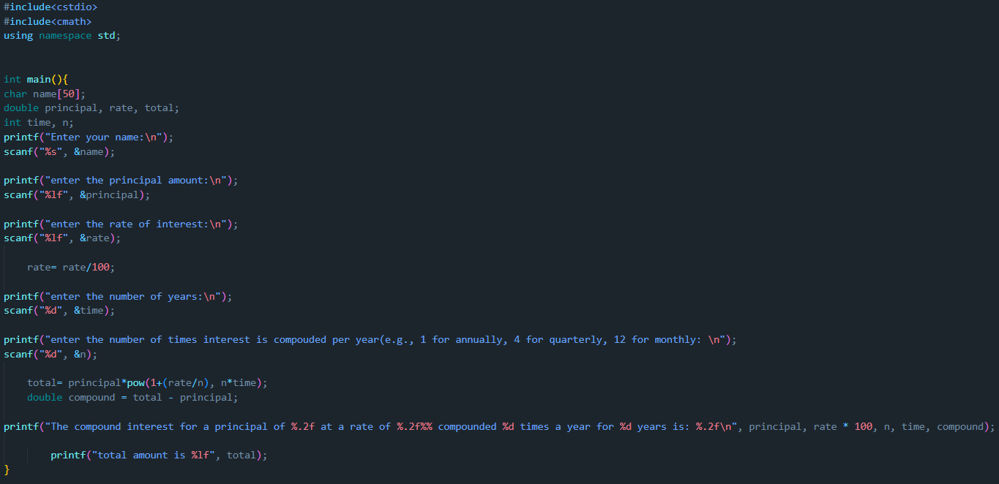 #include<cstdio>
#include<cmath>
using namespace std;
int main(){
char name[50];
double principal, rate, total;
int time, n;
printf("Enter your name:\n");
scanf("%s", &name);
printf("enter the principal amount:\n");
scanf("%lf", &principal);
printf("enter the rate of interest:\n");
scanf("%lf", &rate);
rate= rate/100;
printf("enter the number of years:\n");
scanf("%d", &time);
printf("enter the number of times interest is compouded per year(e.g., 1 for annually, 4 for quarterly, 12 for monthly: \n");
scanf("%d", &n);
total= principal*pow(1+(rate/n), n*time);
double compound = total - principal;
printf("The compound interest for a principal of %.2f at a rate of %.2f%% compounded %d times a year for %d years is: %.2f\n", principal, rate * 100, n, time, compound);
printf("total amount is %lf", total);
}